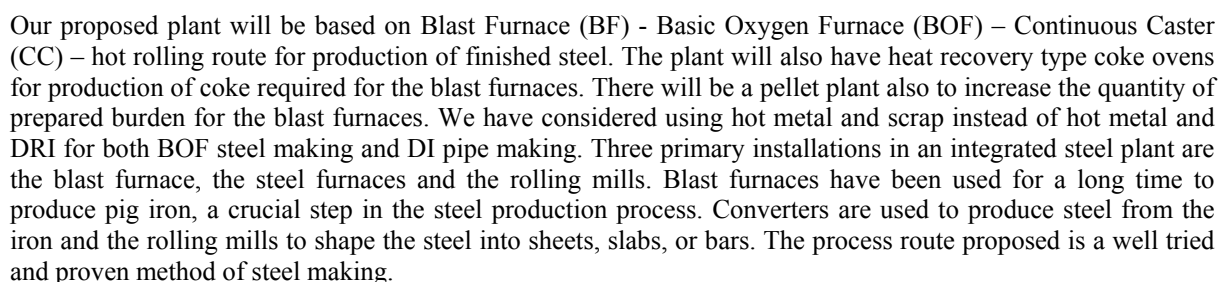 Our proposed plant will be based on Blast Furnace (BF) - Basic Oxygen Furnace (BOF) – Continuous Caster
(CC) – hot rolling route for production of finished steel. The plant will also have heat recovery type coke ovens
for production of coke required for the blast furnaces. There will be a pellet plant also to increase the quantity of
prepared burden for the blast furnaces. We have considered using hot metal and scrap instead of hot metal and
DRI for both BOF steel making and DI pipe making. Three primary installations in an integrated steel plant are
the blast furnace, the steel furnaces and the rolling mills. Blast furnaces have been used for a long time to
produce pig iron, a crucial step in the steel production process. Converters are used to produce steel from the
iron and the rolling mills to shape the steel into sheets, slabs, or bars. The process route proposed is a well tried
and proven method of steel making.